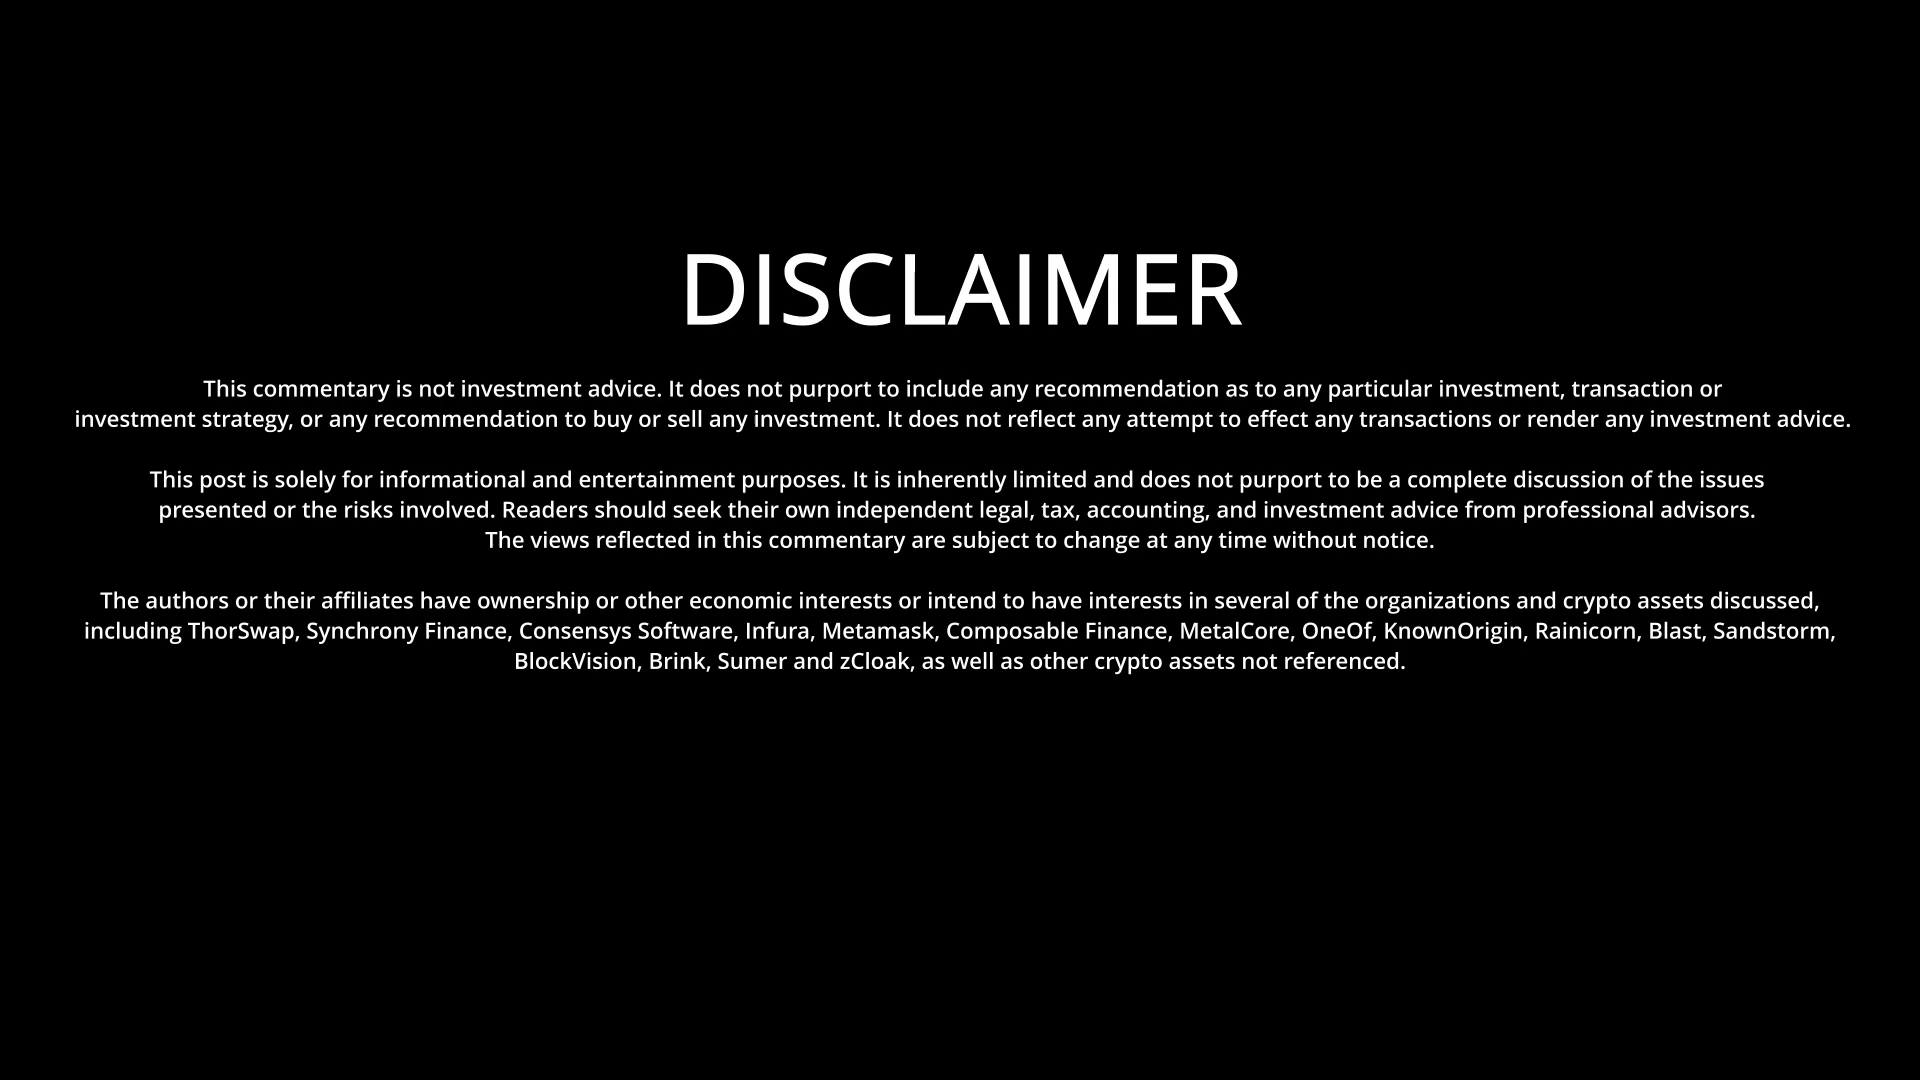 DISCLAIMER
This commentary is not investment advice. It does not purport to include any recommendation as to any particular investment, transaction or
investment strategy, or any recommendation to buy or sell any investment. It does not reflect any attempt to effect any transactions or render any investment advice.
This post is solely for informational and entertainment purposes. It is inherently limited and does not purport to be a complete discussion of the issues
presented or the risks involved. Readers should seek their own independent legal, tax, accounting, and investment advice from professional advisors.
The views reflected in this commentary are subject to change at any time without notice.
The authors or their affiliates have ownership or other economic interests or intend to have interests in several of the organizations and crypto assets discussed,
including ThorSwap, Synchrony Finance, Consensys Software, Infura, Metamask, Composable Finance, MetalCore, OneOf, KnownOrigin, Rainicorn, Blast, Sandstorm,
BlockVision, Brink, Sumer and zCloak, as well as other crypto assets not referenced.